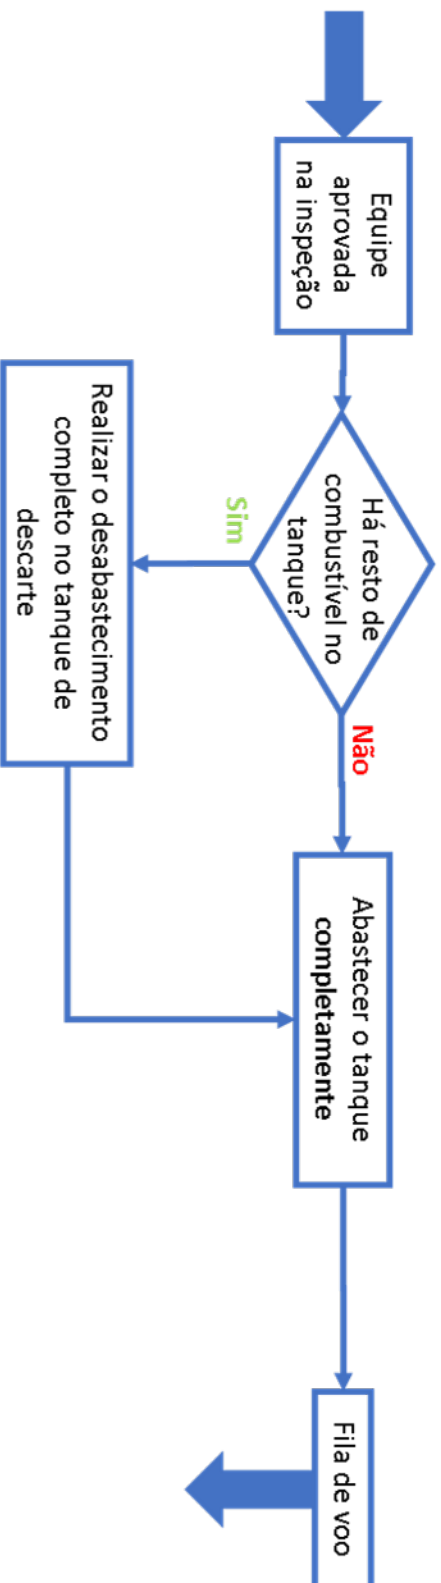 Equipe
aprovada
na inspeção
Há resto de
combustível no
tanque?
Sim
Não
Realizar o desabastecimento
completo no tanque de
descarte
Abastecer o tanque
completamente
Fila de voo